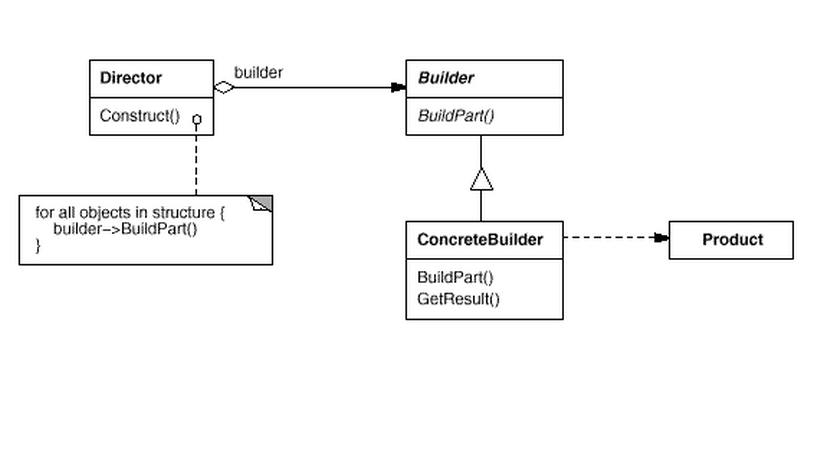 Director
Construct()
builder
Builder
BuildPart()
for all objects in structure {
builder->BuildPart()
}
ConcreteBuilder
BuildPart()
GetResult()
Product